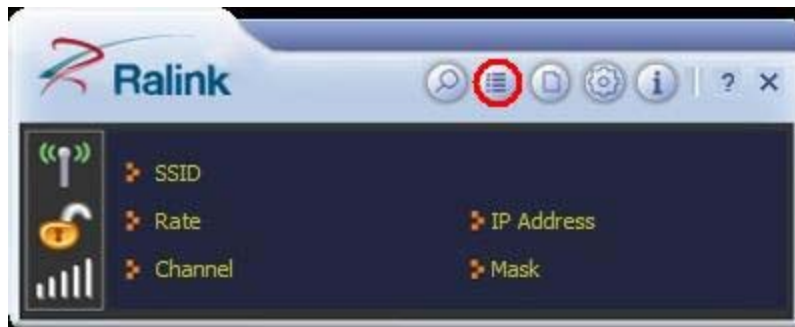 Ralink
i ? ×
SSID
Rate IP Address
Channel Mask